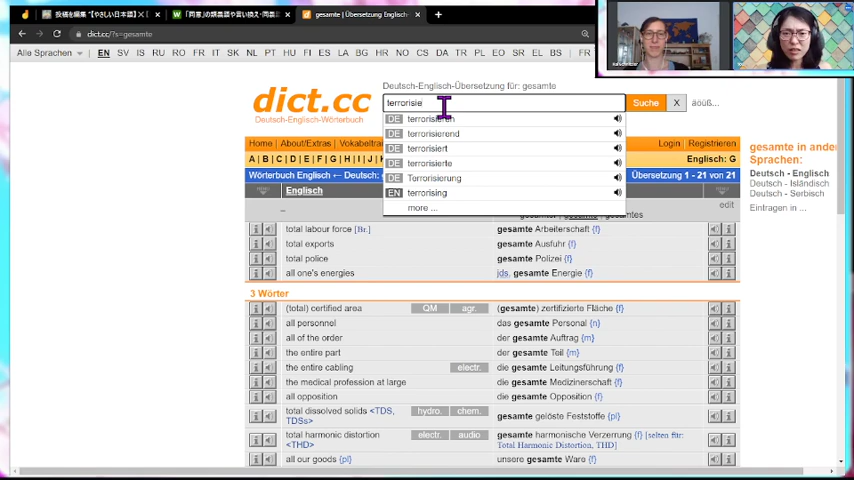 投稿を編集 "【やさしい日本語】
「同意」の類義語や言い換え・同義語
gesamte | Übersetzung Englisch-
dict.cc/?s=gesamte
Alle Sprachen EN SV IS RU IT FR RO PT HU FI ES LA BG HR NO CS DA TR PL EO SR EL BS
Deutsch-Englisch-Übersetzung für: gesamte
dict.cc
Deutsch-Englisch-Wörterbuch
terrorisie
Suche X äöüß...
DE terrorisieren
DE terrorisierend
DE terrorisiert
DE terrorisierte
DE Terrorisierung
EN terrorising
more ...
Home | About/Extras | Vokabeltra
Login | Registrieren
A B C D E F G H I J K
Englisch: G
Wörterbuch Englisch ← Deutsch:
Übersetzung 1 - 21 von 21
Englisch
edit
gesamte in ander
Sprachen:
Deutsch - Englisch
Deutsch - Isländisch
Deutsch - Serbisch
Eintragen in ...
total labour force [Br.] gesamte Arbeiterschaft {f}
total exports gesamte Ausfuhr {f}
total police gesamte Polizei {f}
all one's energies jds. gesamte Energie {f}
3 Wörter
(total) certified area QM agr. (gesamte) zertifizierte Fläche {f}
all personnel das gesamte Personal {n}
all of the order der gesamte Auftrag {m}
the entire part der gesamte Teil {m}
the entire cabling electr. die gesamte Leitungsführung {f}
the medical profession at large die gesamte Medizinerschaft {f}
all opposition die gesamte Opposition {f}
total dissolved solids <TDS, TDSs> hydro. chem. gesamte gelöste Feststoffe {pl}
total harmonic distortion <THD> electr. audio gesamte harmonische Verzerrung {f} [selten für: Total Harmonic Distortion, THD]
all our goods {pl} unsere gesamte Ware {f}